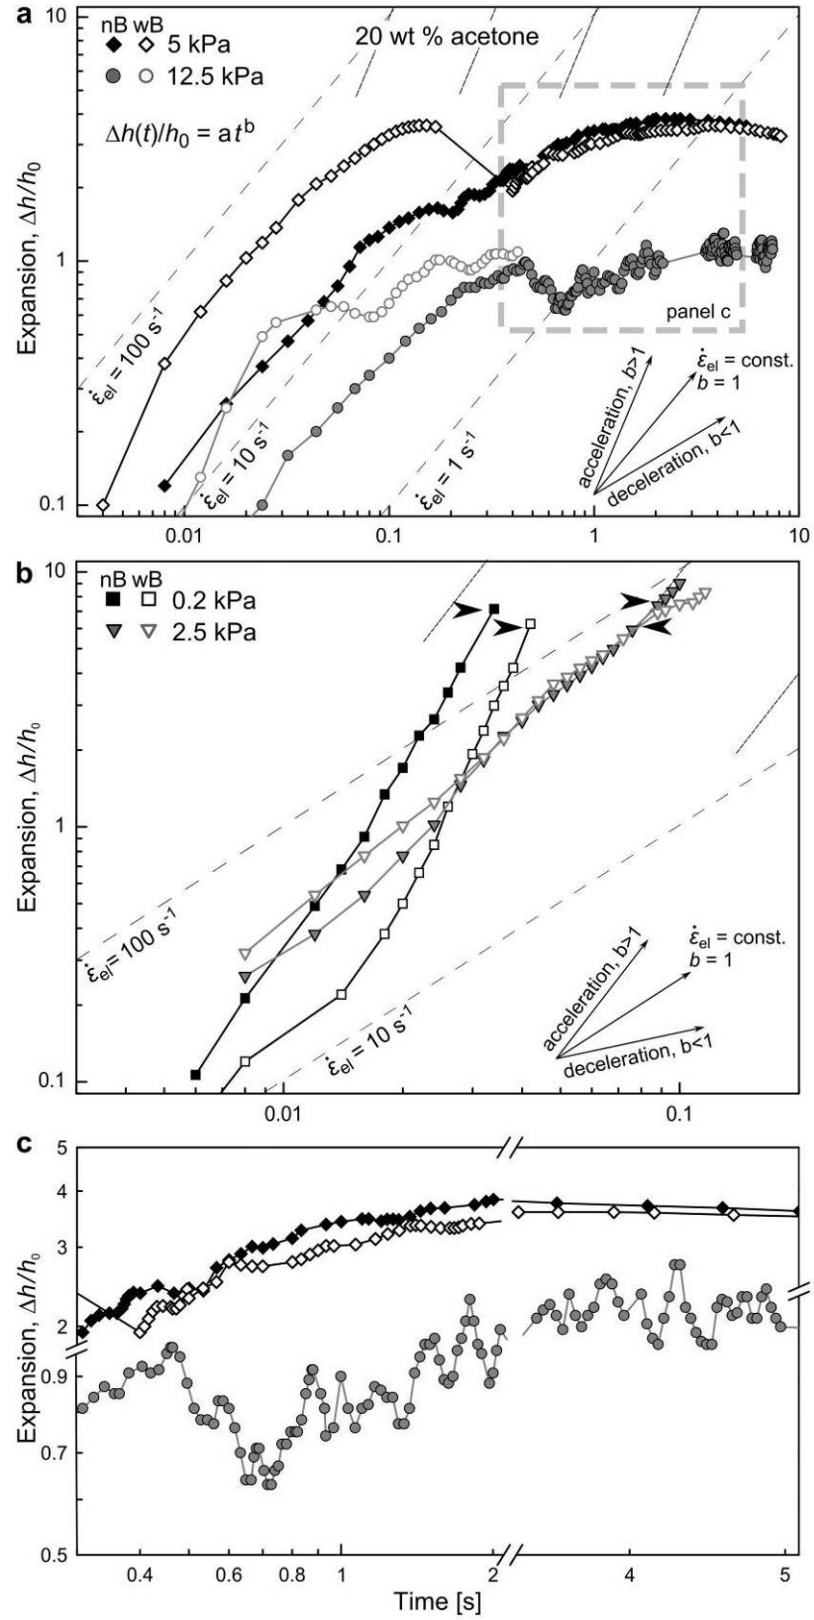 a
10
1
0.1
Expansion, Δh/h₀
nB wB
5 kPa
12.5 kPa
20 wt % acetone
Δh(t)/h₀ = a tᵇ
ε̇ₑₗ = 100 s⁻¹
ε̇ₑₗ = 10 s⁻¹
ε̇ₑₗ = 1 s⁻¹
panel c
acceleration, b>1
ε̇ₑₗ = const.
b = 1
deceleration, b<1
0.01 0.1 1 10
b
10
1
0.1
Expansion, Δh/h₀
nB wB
0.2 kPa
2.5 kPa
ε̇ₑₗ= 100 s⁻¹
ε̇ₑₗ = 10 s⁻¹
acceleration, b>1
ε̇ₑₗ = const.
b = 1
deceleration, b<1
0.01 0.1
c
5
4
3
2
0.9
0.7
0.5
Expansion, Δh/h₀
0.4 0.6 0.8 1 2 4 5
Time [s]